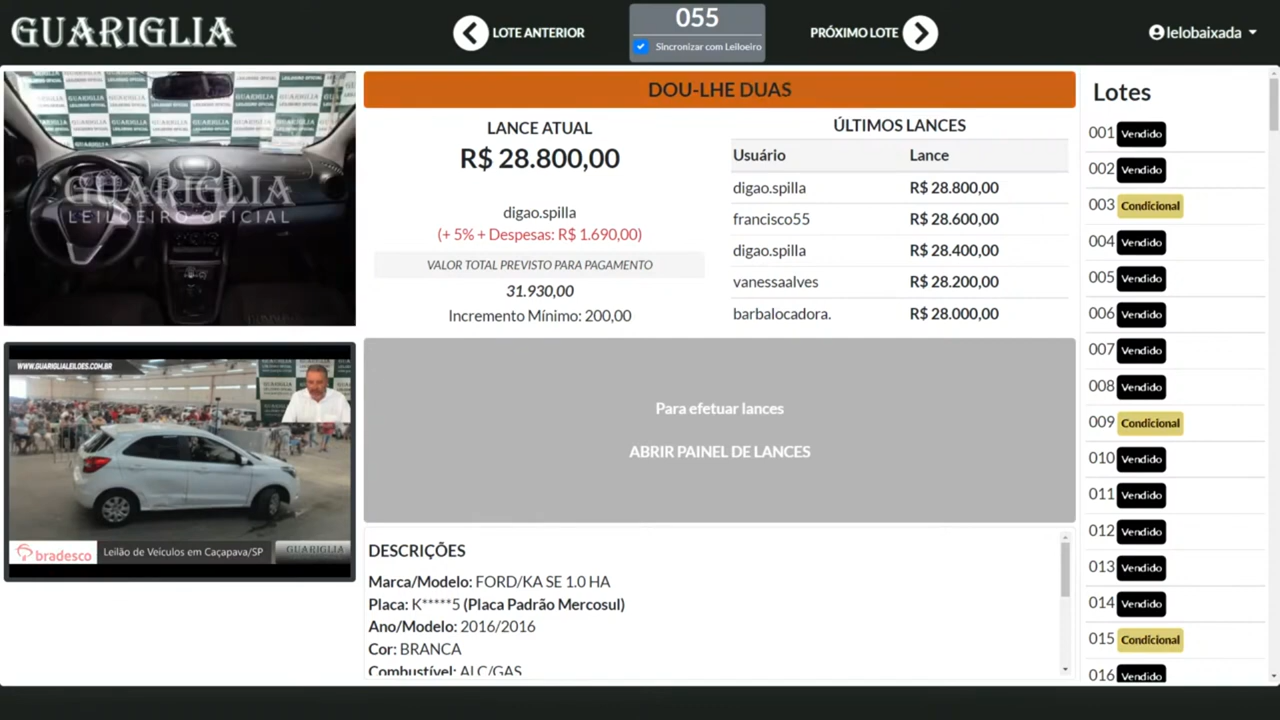 GUARIGLIA
LOTE ANTERIOR
055
Sincronizar com Leiloeiro
PRÓXIMO LOTE
lelobaixada
GUARIGLIA
LEILOEIRO OFICIAL
DOU-LHE DUAS
LANCE ATUAL
R$ 28.800,00
digao.spilla
(+ 5% + Despesas: R$ 1.690,00)
VALOR TOTAL PREVISTO PARA PAGAMENTO
31.930,00
Incremento Mínimo: 200,00
ÚLTIMOS LANCES
Usuário Lance
digao.spilla R$ 28.800,00
francisco55 R$ 28.600,00
digao.spilla R$ 28.400,00
vanessaalves R$ 28.200,00
barbalocadora. R$ 28.000,00
Para efetuar lances
ABRIR PAINEL DE LANCES
WWW.GUARIGLIALEILOES.COM.BR
GUARIGLIA
bradesco
Leilão de Veículos em Caçapava/SP
GUARIGLIA
DESCRIÇÕES
Marca/Modelo: FORD/KA SE 1.0 HA
Placa: K*****5 (Placa Padrão Mercosul)
Ano/Modelo: 2016/2016
Cor: BRANCA
Combustível: ALC/GAS
Lotes
001 Vendido
002 Vendido
003 Condicional
004 Vendido
005 Vendido
006 Vendido
007 Vendido
008 Vendido
009 Condicional
010 Vendido
011 Vendido
012 Vendido
013 Vendido
014 Vendido
015 Condicional
016 Vendido